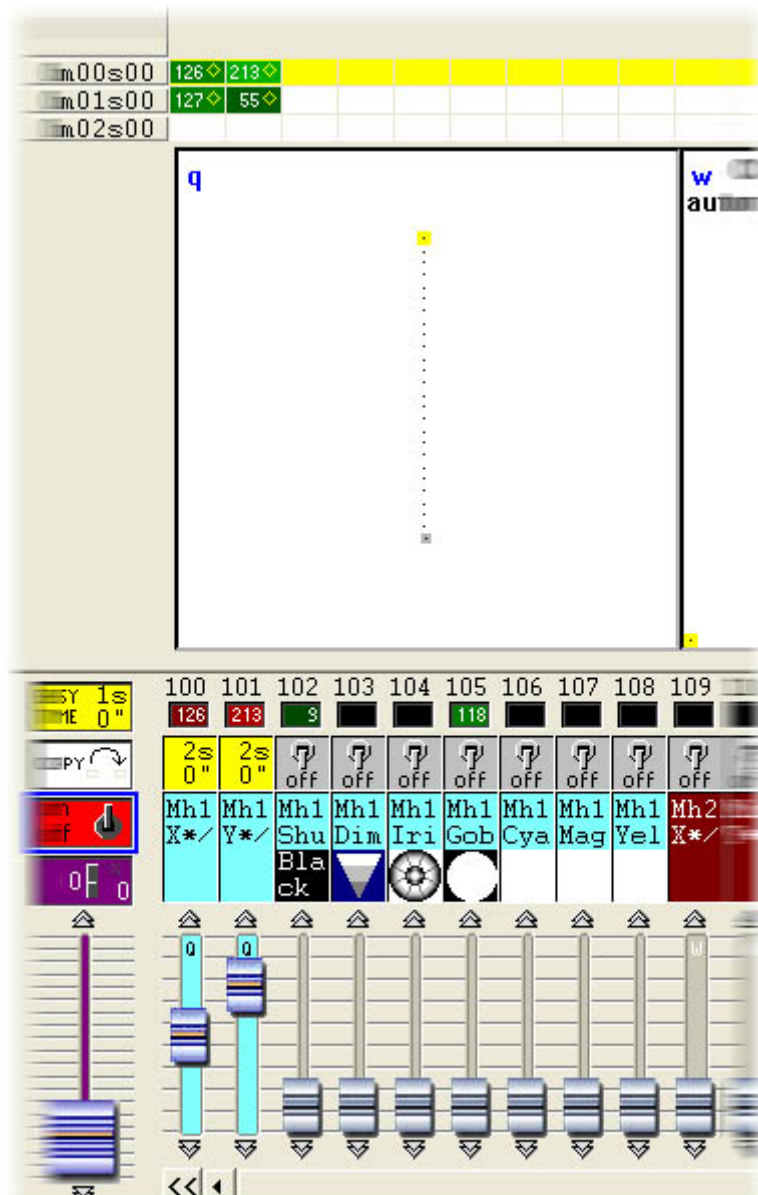 m00s00 126 213
m01s00 127 55
m02s00
q w
100 101 102 103 104 105 106 107 108 109
126 213 9 118
1s 2s 2s
0" 0" 0" off off off off off off off off
PY
Mh1 Mh1 Mh1 Mh1 Mh1 Mh1 Mh1 Mh1 Mh1 Mh2
X*/ Y*/ Shu Dim Iri Gob Cya Mag Yel X*/
Bla
ck
0F 0
Q Q W